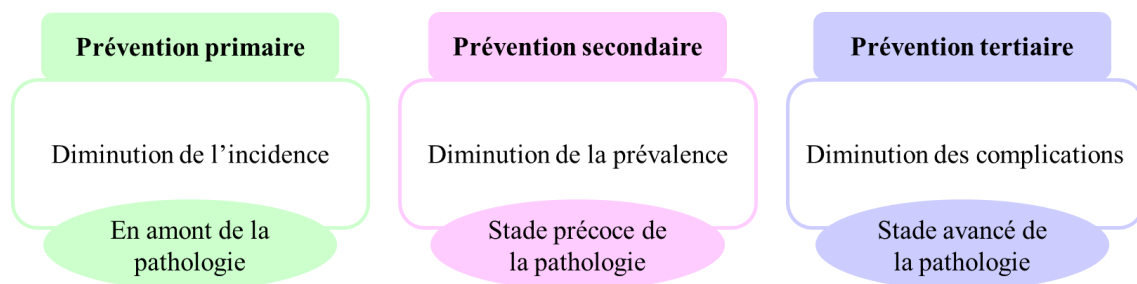 Prévention primaire
Diminution de l’incidence
En amont de la
pathologie
Prévention secondaire
Diminution de la prévalence
Stade précoce de
la pathologie
Prévention tertiaire
Diminution des complications
Stade avancé de
la pathologie